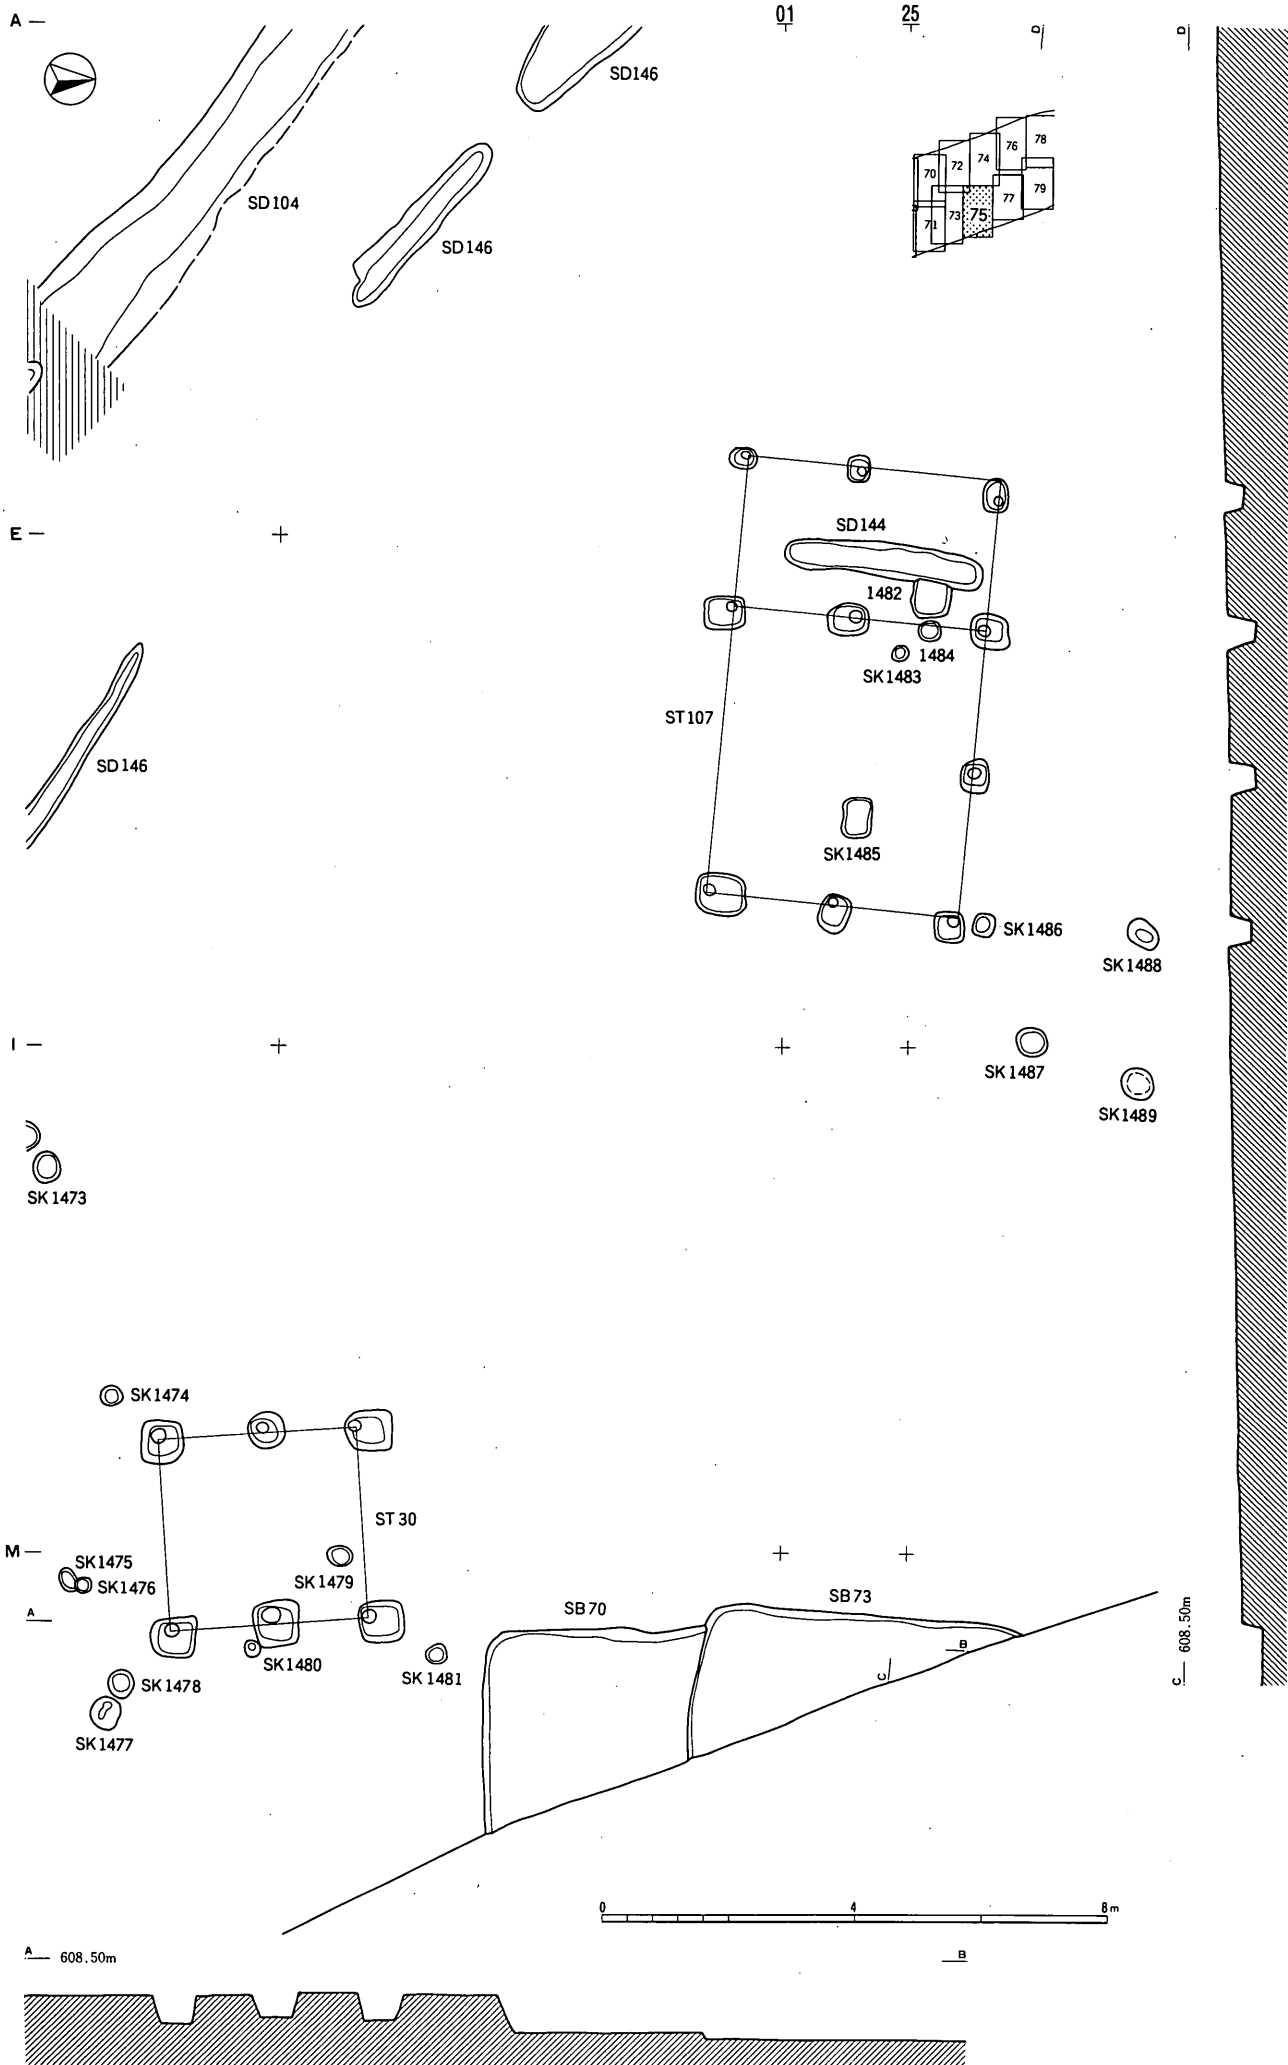 A
01
25
D
D
SD146
78
76
74
72
70
79
77
75
73
71
SD104
SD146
E
SD144
1482
1484
SK1483
ST107
SD146
SK1485
SK1486
SK1488
I
SK1487
SK1489
SK1473
SK1474
ST30
M
SK1475
SK1479
SK1476
A
SB70
SB73
B
C
C 608.50m
SK1480
SK1481
SK1478
SK1477
0
4
8m
A 608.50m
B